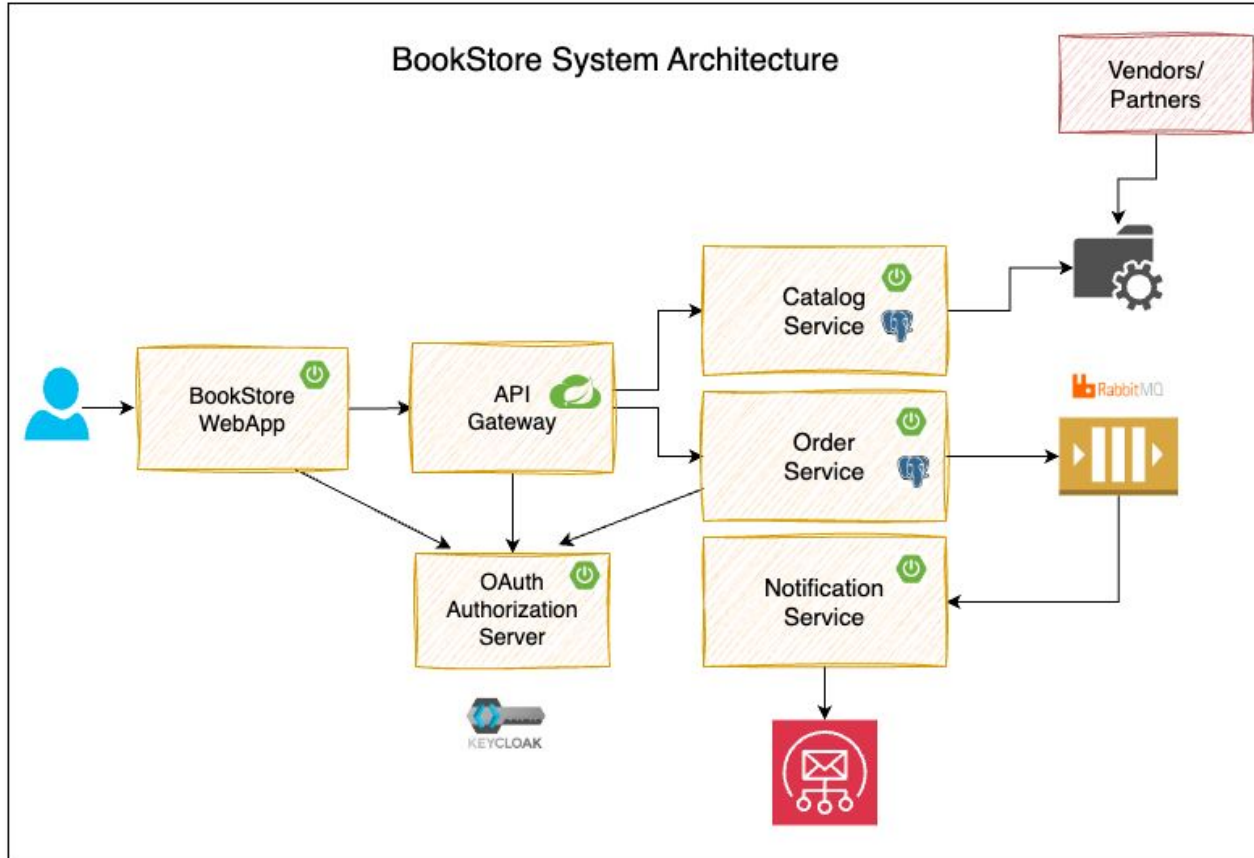 BookStore System Architecture
Vendors/
Partners
Catalog
Service
BookStore
WebApp
API
Gateway
RabbitMQ
Order
Service
OAuth
Authorization
Server
Notification
Service
KEYCLOAK